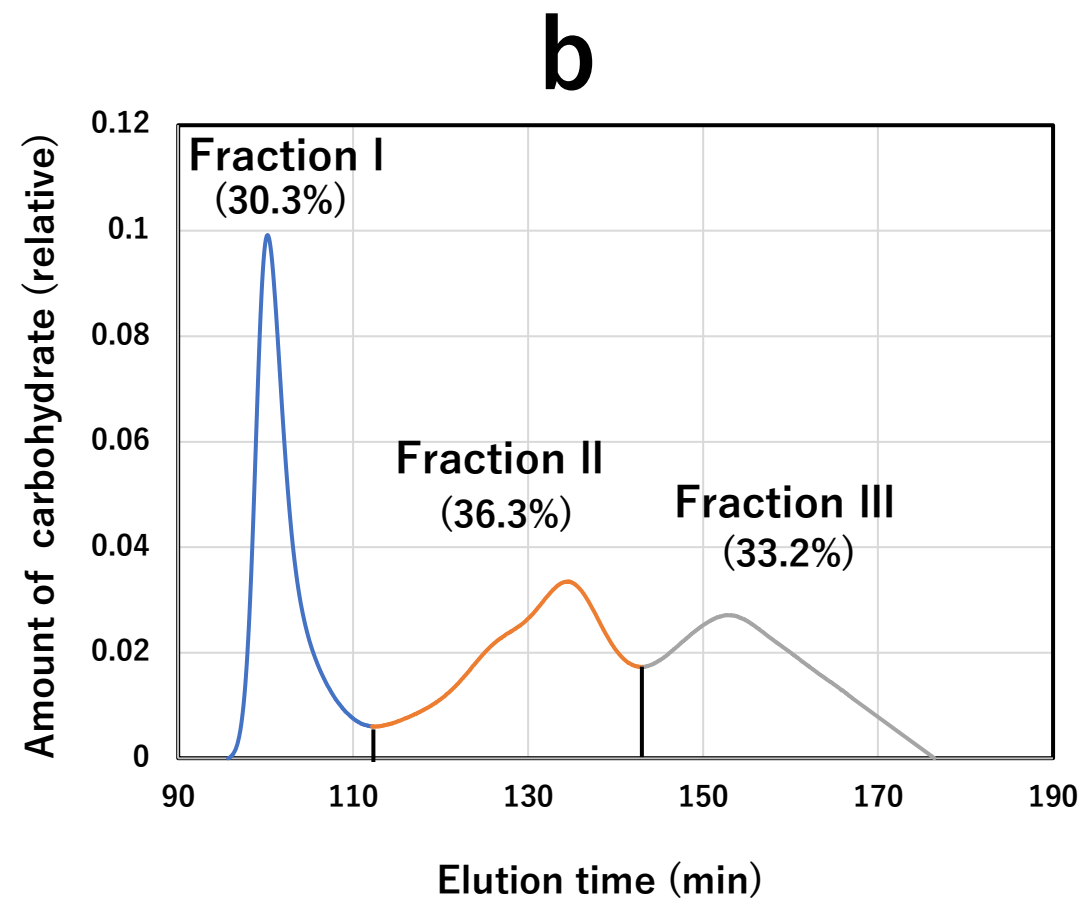 b
Amount of carbohydrate (relative)
0.12
0.1
0.08
0.06
0.04
0.02
0
Fraction I
(30.3%)
Fraction II
(36.3%)
Fraction III
(33.2%)
90 110 130 150 170 190
Elution time (min)